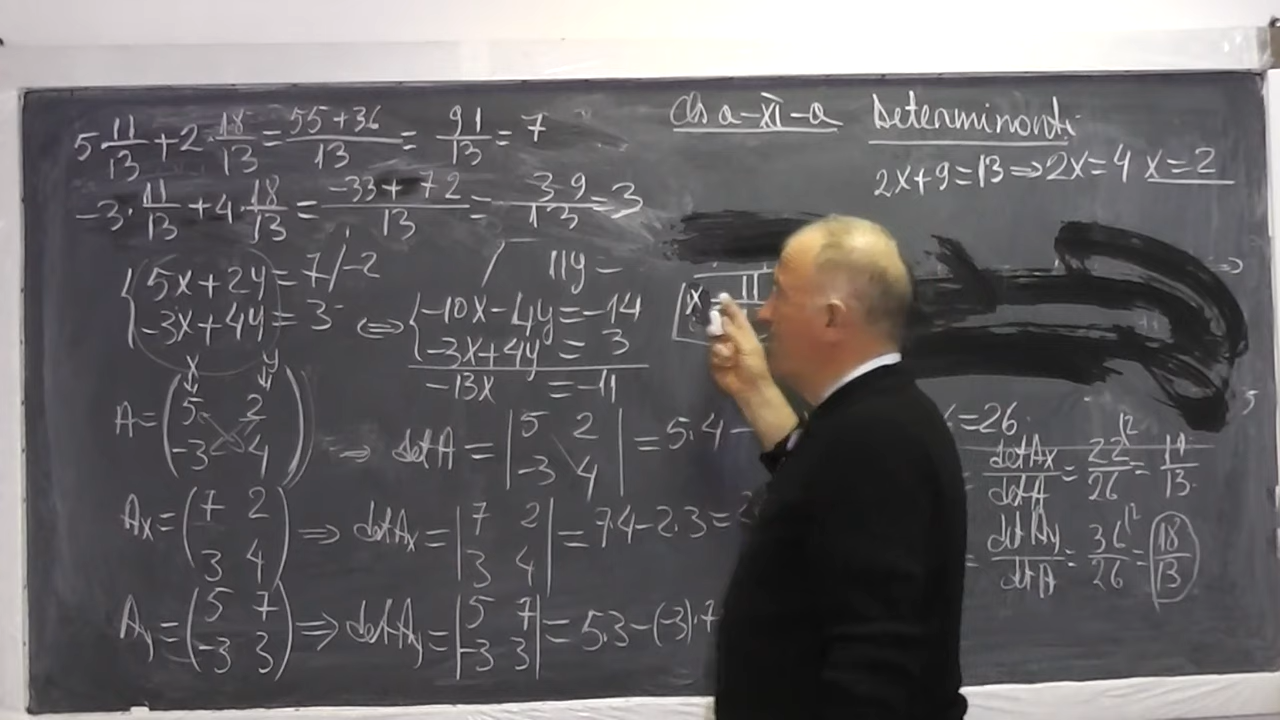 Cls a-XI-a Determinanti
2x+9=13⇒2x=4 x=2
5·11/13+2·18/13=55+36/13=91/13=7
-3·11/13+4·18/13=-33+72/13=39/13=3
{5x+2y=7/-2
-3x+4y=3
⇔{-10x-4y=-14
-3x+4y=3
-13x =-11
11y=
x= 11
x y
A=(5 2
-3 4)
⇒ detA=|5 2
-3 4|=5·4-
=26
Ax=(7 2
3 4)⇒detAx=|7 2
3 4|=7·4-2·3=2
=detAx/detA=22/26=11/13
Ay=(5 7
-3 3)⇒detAy=|5 7
-3 3|=5·3-(-3)·7
=detAy/detA=36/26=18/13